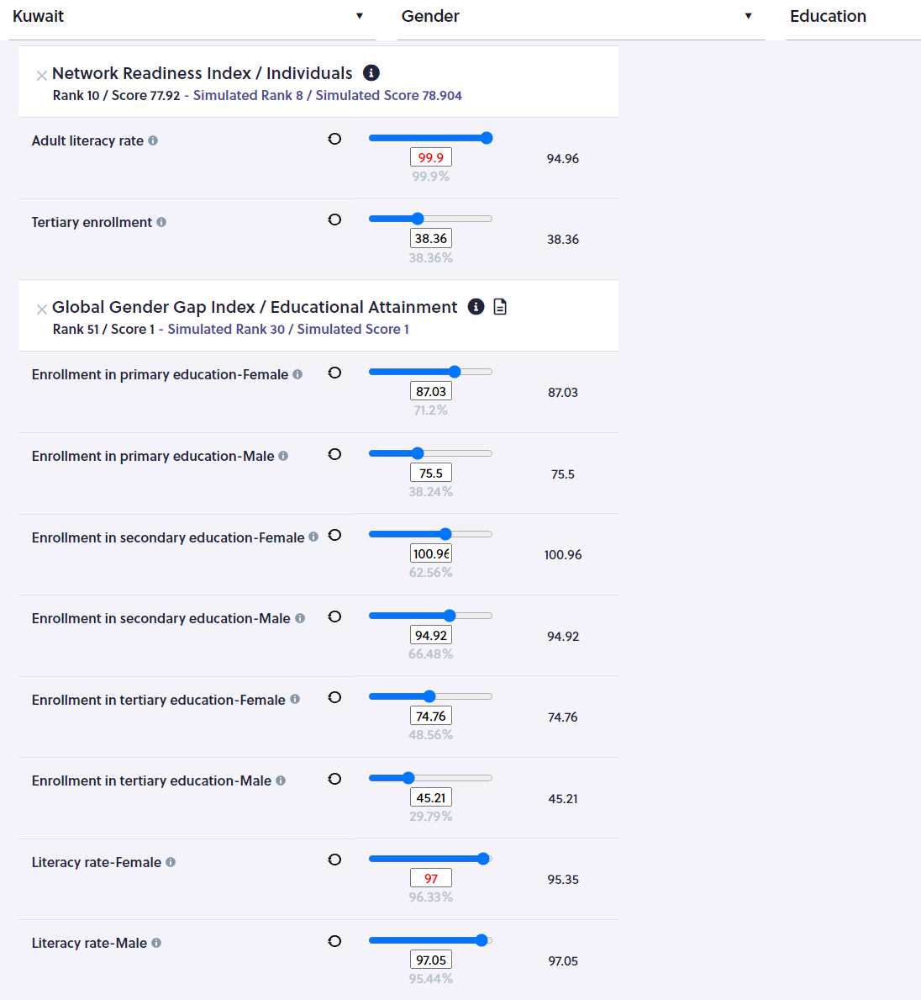 Kuwait ▼ Gender ▼ Education
Network Readiness Index / Individuals
Rank 10 / Score 77.92 - Simulated Rank 8 / Simulated Score 78.904
Adult literacy rate
99.9
94.96
99.9%
Tertiary enrollment
38.36
38.36
38.36%
Global Gender Gap Index / Educational Attainment
Rank 51 / Score 1 - Simulated Rank 30 / Simulated Score 1
Enrollment in primary education-Female
87.03
87.03
71.2%
Enrollment in primary education-Male
75.5
75.5
38.24%
Enrollment in secondary education-Female
100.96
100.96
62.56%
Enrollment in secondary education-Male
94.92
94.92
66.48%
Enrollment in tertiary education-Female
74.76
74.76
48.56%
Enrollment in tertiary education-Male
45.21
45.21
29.79%
Literacy rate-Female
97
95.35
96.33%
Literacy rate-Male
97.05
97.05
95.44%